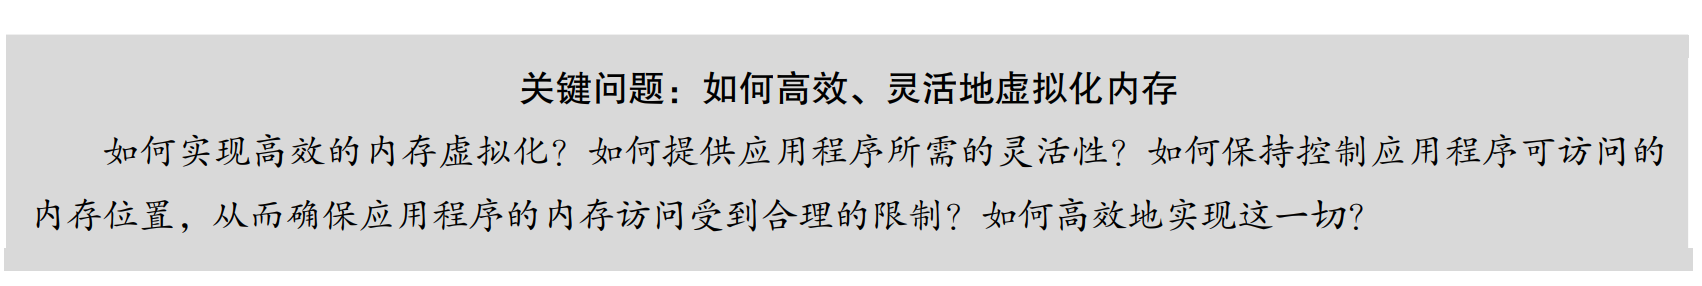 关键问题：如何高效、灵活地虚拟化内存
如何实现高效的内存虚拟化？如何提供应用程序所需的灵活性？如何保持控制应用程序可访问的
内存位置，从而确保应用程序的内存访问受到合理的限制？如何高效地实现这一切？